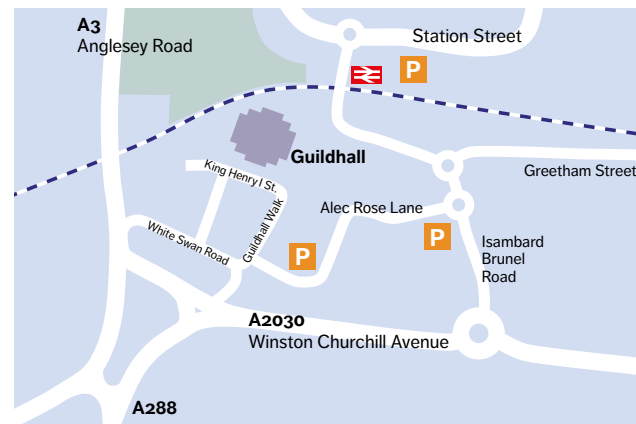 A3
Anglesey Road
Station Street
P
Guildhall
King Henry I St.
Greetham Street
Guildhall Walk
Alec Rose Lane
White Swan Road
P
P
Isambard
Brunel
Road
A2030
Winston Churchill Avenue
A288